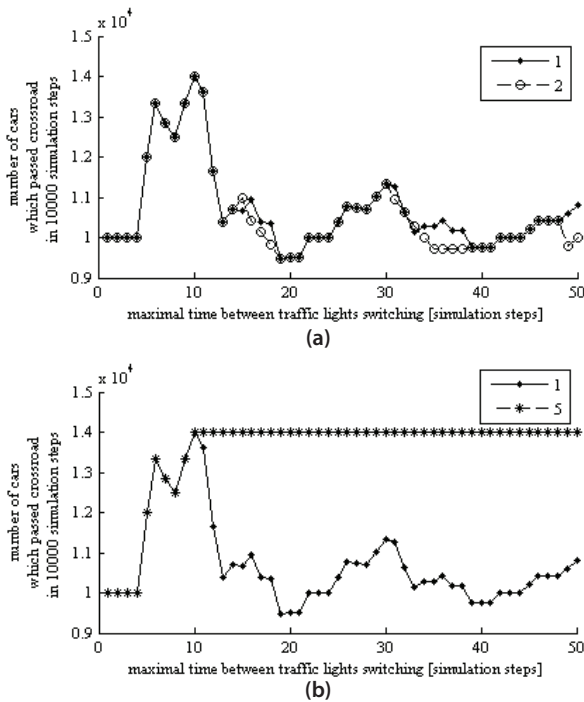 x 10⁴
1.5
1.4
1.3
1.2
1.1
1
0.9
number of cars
which passed crossroad
in 10000 simulation steps
1
2
0
10
20
30
40
50
maximal time between traffic lights switching [simulation steps]
(a)
x 10⁴
1.5
1.4
1.3
1.2
1.1
1
0.9
number of cars
which passed crossroad
in 10000 simulation steps
1
5
0
10
20
30
40
50
maximal time between traffic lights switching [simulation steps]
(b)